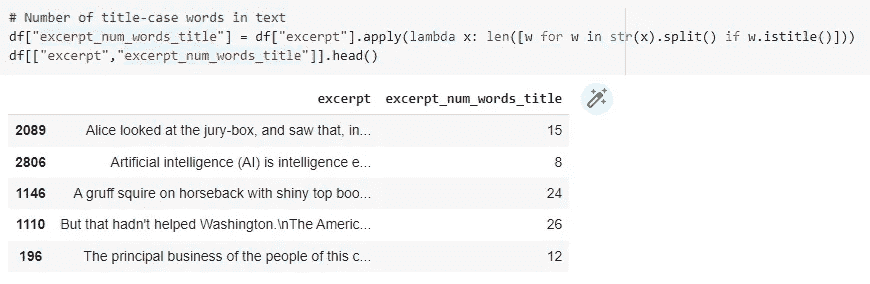 # Number of title-case words in text
df["excerpt_num_words_title"] = df["excerpt"].apply(lambda x: len([w for w in str(x).split() if w.istitle()]))
df[["excerpt","excerpt_num_words_title"]].head()
excerpt excerpt_num_words_title
2089 Alice looked at the jury-box, and saw that, in... 15
2806 Artificial intelligence (AI) is intelligence e... 8
1146 A gruff squire on horseback with shiny top boo... 24
1110 But that hadn't helped Washington.\nThe Americ... 26
196 The principal business of the people of this c... 12